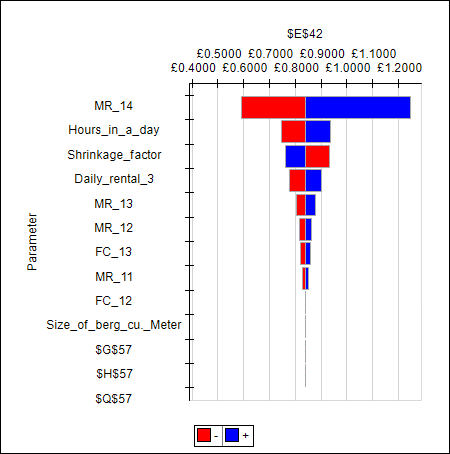 $E$42
£0.5000 £0.7000 £0.9000 £1.1000
£0.4000 £0.6000 £0.8000 £1.0000 £1.2000
Parameter
MR_14
Hours_in_a_day
Shrinkage_factor
Daily_rental_3
MR_13
MR_12
FC_13
MR_11
FC_12
Size_of_berg_cu._Meter
$G$57
$H$57
$Q$57
- +